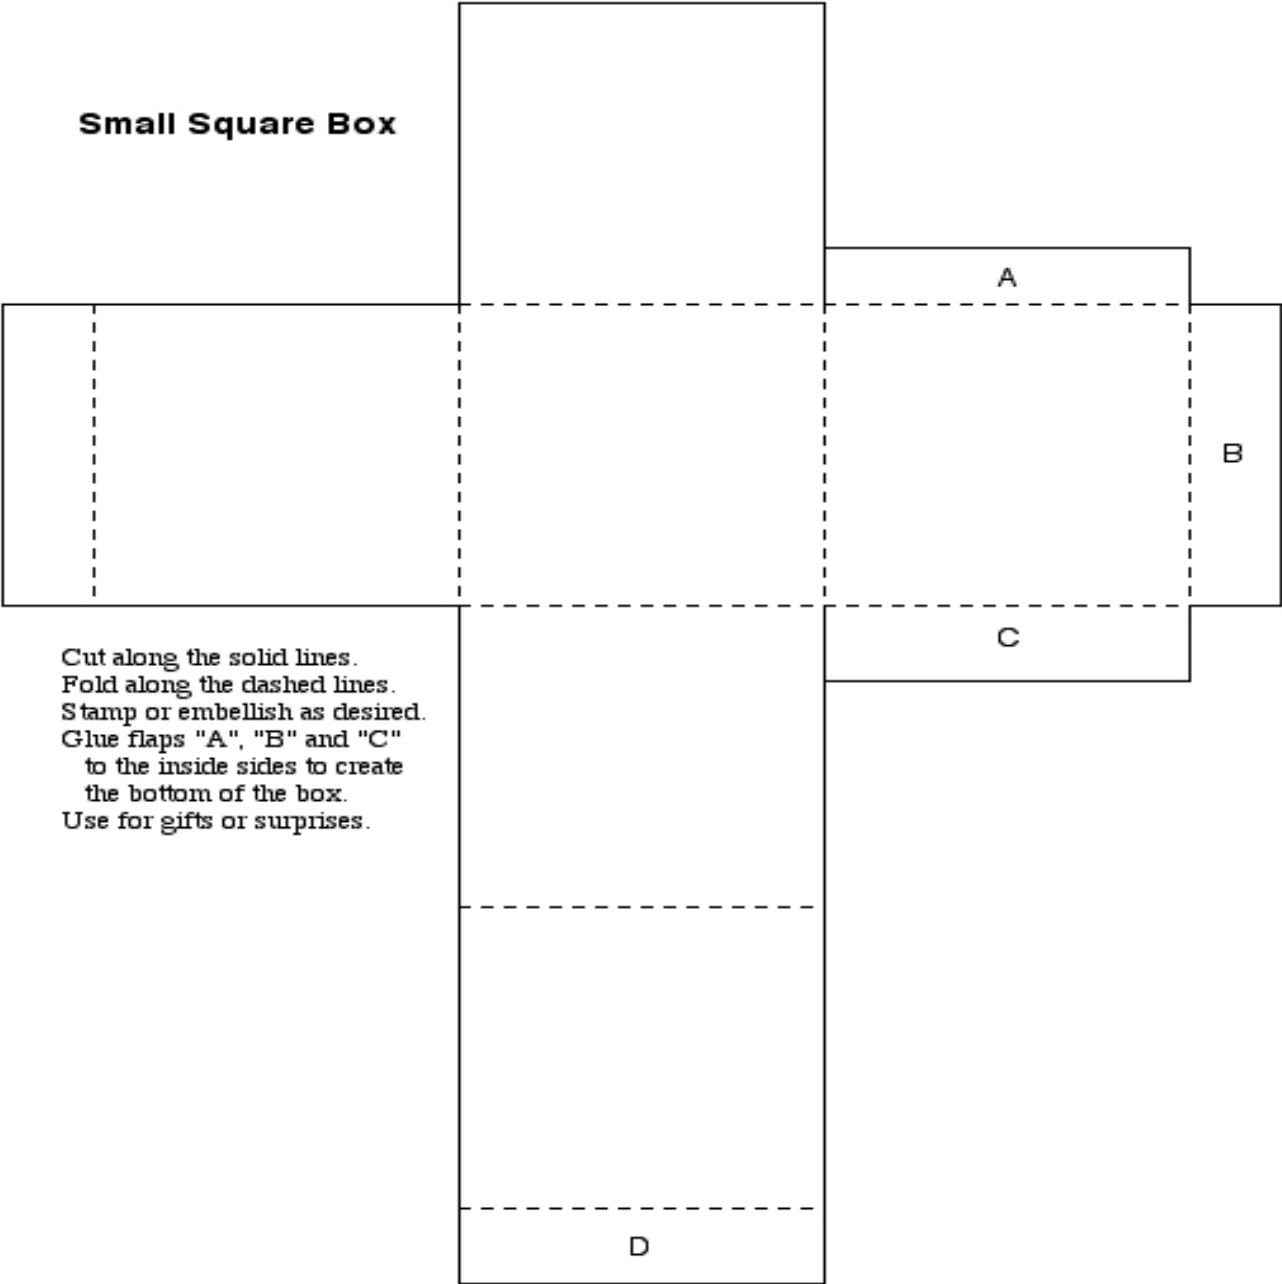 Small Square Box
A
B
C
Cut along the solid lines.
Fold along the dashed lines.
Stamp or embellish as desired.
Glue flaps "A", "B" and "C"
to the inside sides to create
the bottom of the box.
Use for gifts or surprises.
D